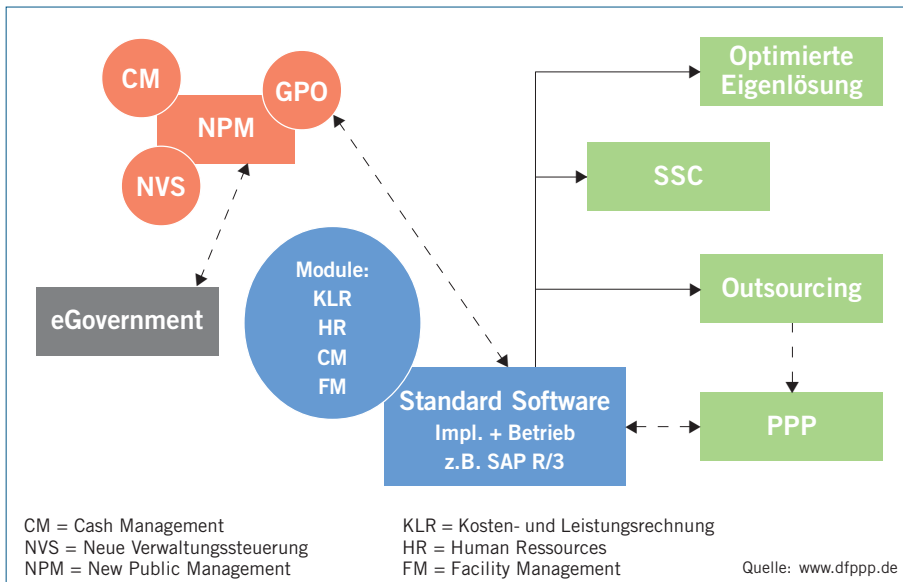 CM
GPO
NPM
NVS
eGovernment
Module:
KLR
HR
CM
FM
Standard Software
Impl. + Betrieb
z.B. SAP R/3
Optimierte
Eigenlösung
SSC
Outsourcing
PPP
CM = Cash Management
NVS = Neue Verwaltungssteuerung
NPM = New Public Management
KLR = Kosten- und Leistungsrechnung
HR = Human Ressources
FM = Facility Management
Quelle: www.dfppp.de